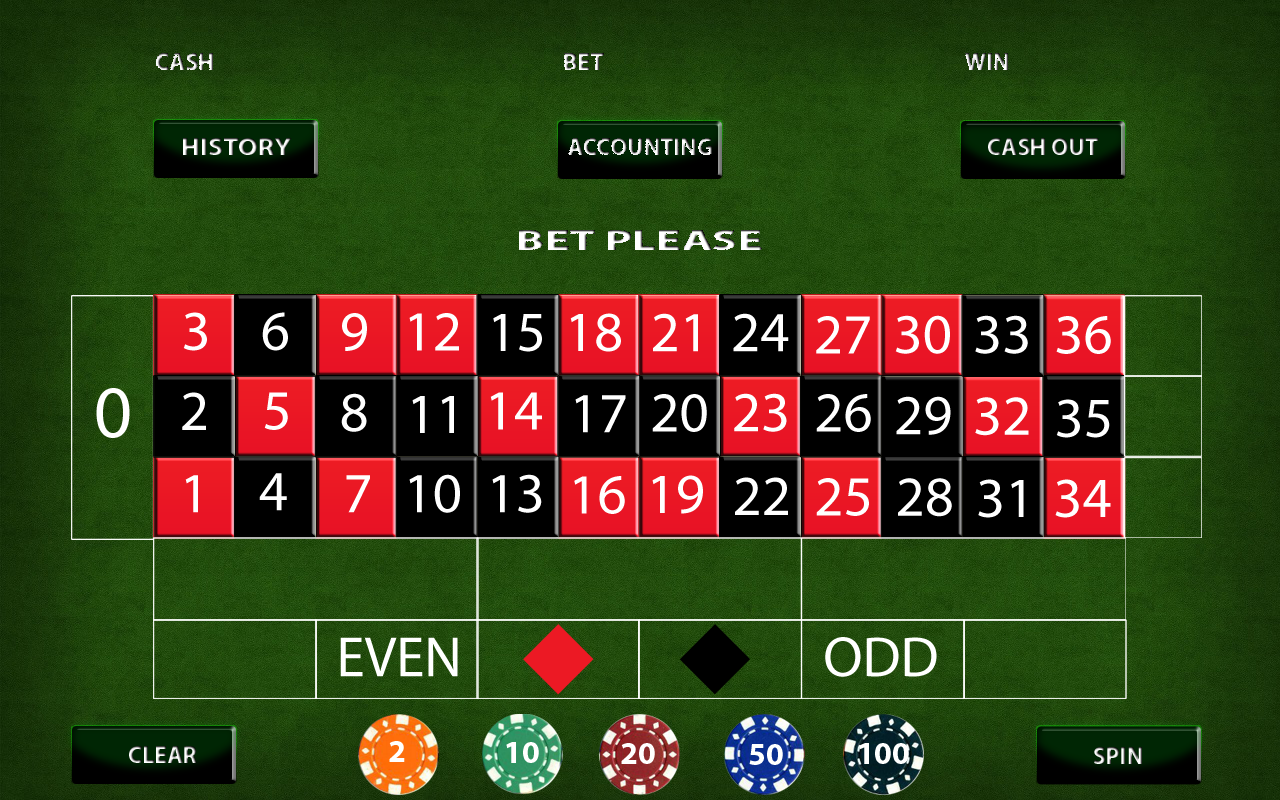 CASH BET WIN
HISTORY ACCOUNTING CASH OUT
BET PLEASE
3 6 9 12 15 18 21 24 27 30 33 36
0 2 5 8 11 14 17 20 23 26 29 32 35
1 4 7 10 13 16 19 22 25 28 31 34
EVEN ODD
CLEAR 2 10 20 50 100 SPIN